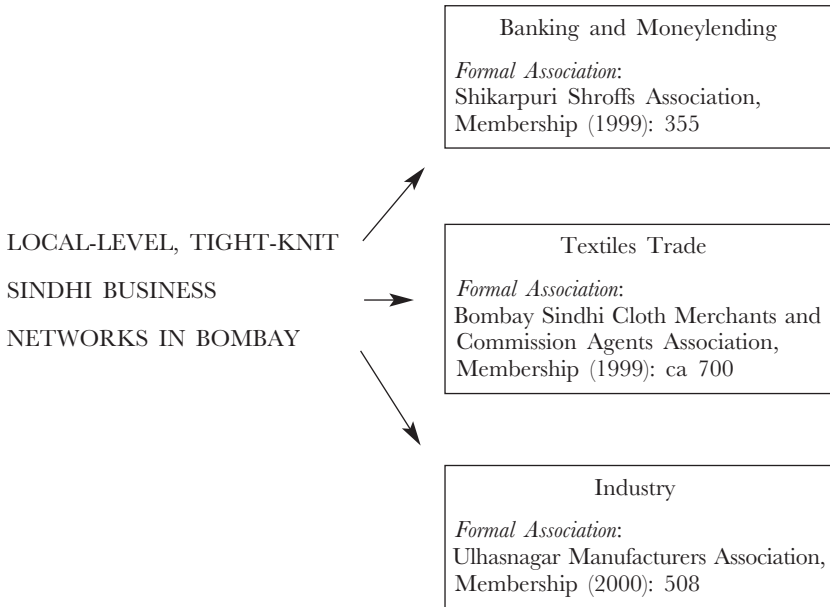 LOCAL-LEVEL, TIGHT-KNIT
SINDHI BUSINESS
NETWORKS IN BOMBAY
Banking and Moneylending
Formal Association:
Shikarpuri Shroffs Association,
Membership (1999): 355
Textiles Trade
Formal Association:
Bombay Sindhi Cloth Merchants and
Commission Agents Association,
Membership (1999): ca 700
Industry
Formal Association:
Ulhasnagar Manufacturers Association,
Membership (2000): 508